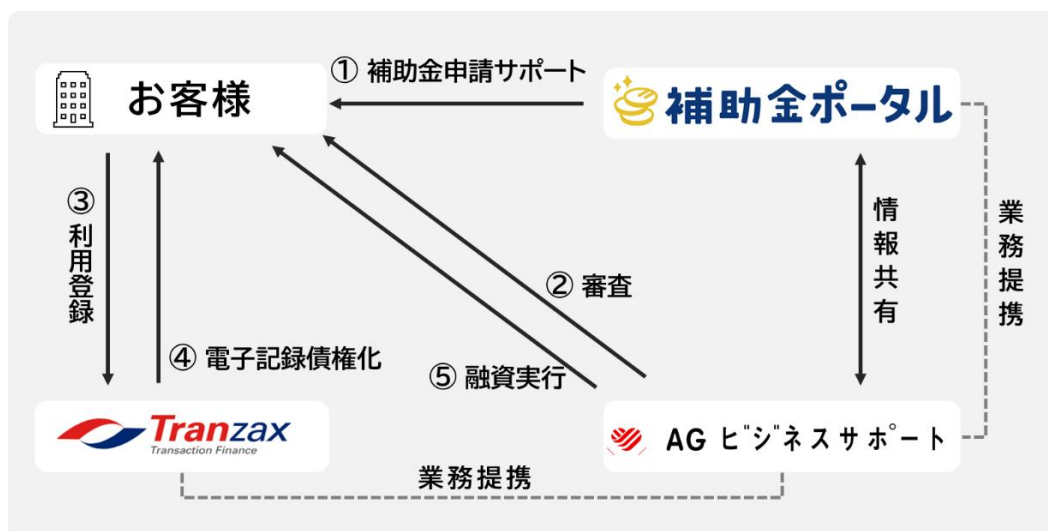 ① 補助金申請サポート
お客様
補助金ポータル
③利用登録
② 審査
情報共有
業務提携
④ 電子記録債権化
⑤ 融資実行
Tranzax
Transaction Finance
AG ビジネスサポート
業務提携